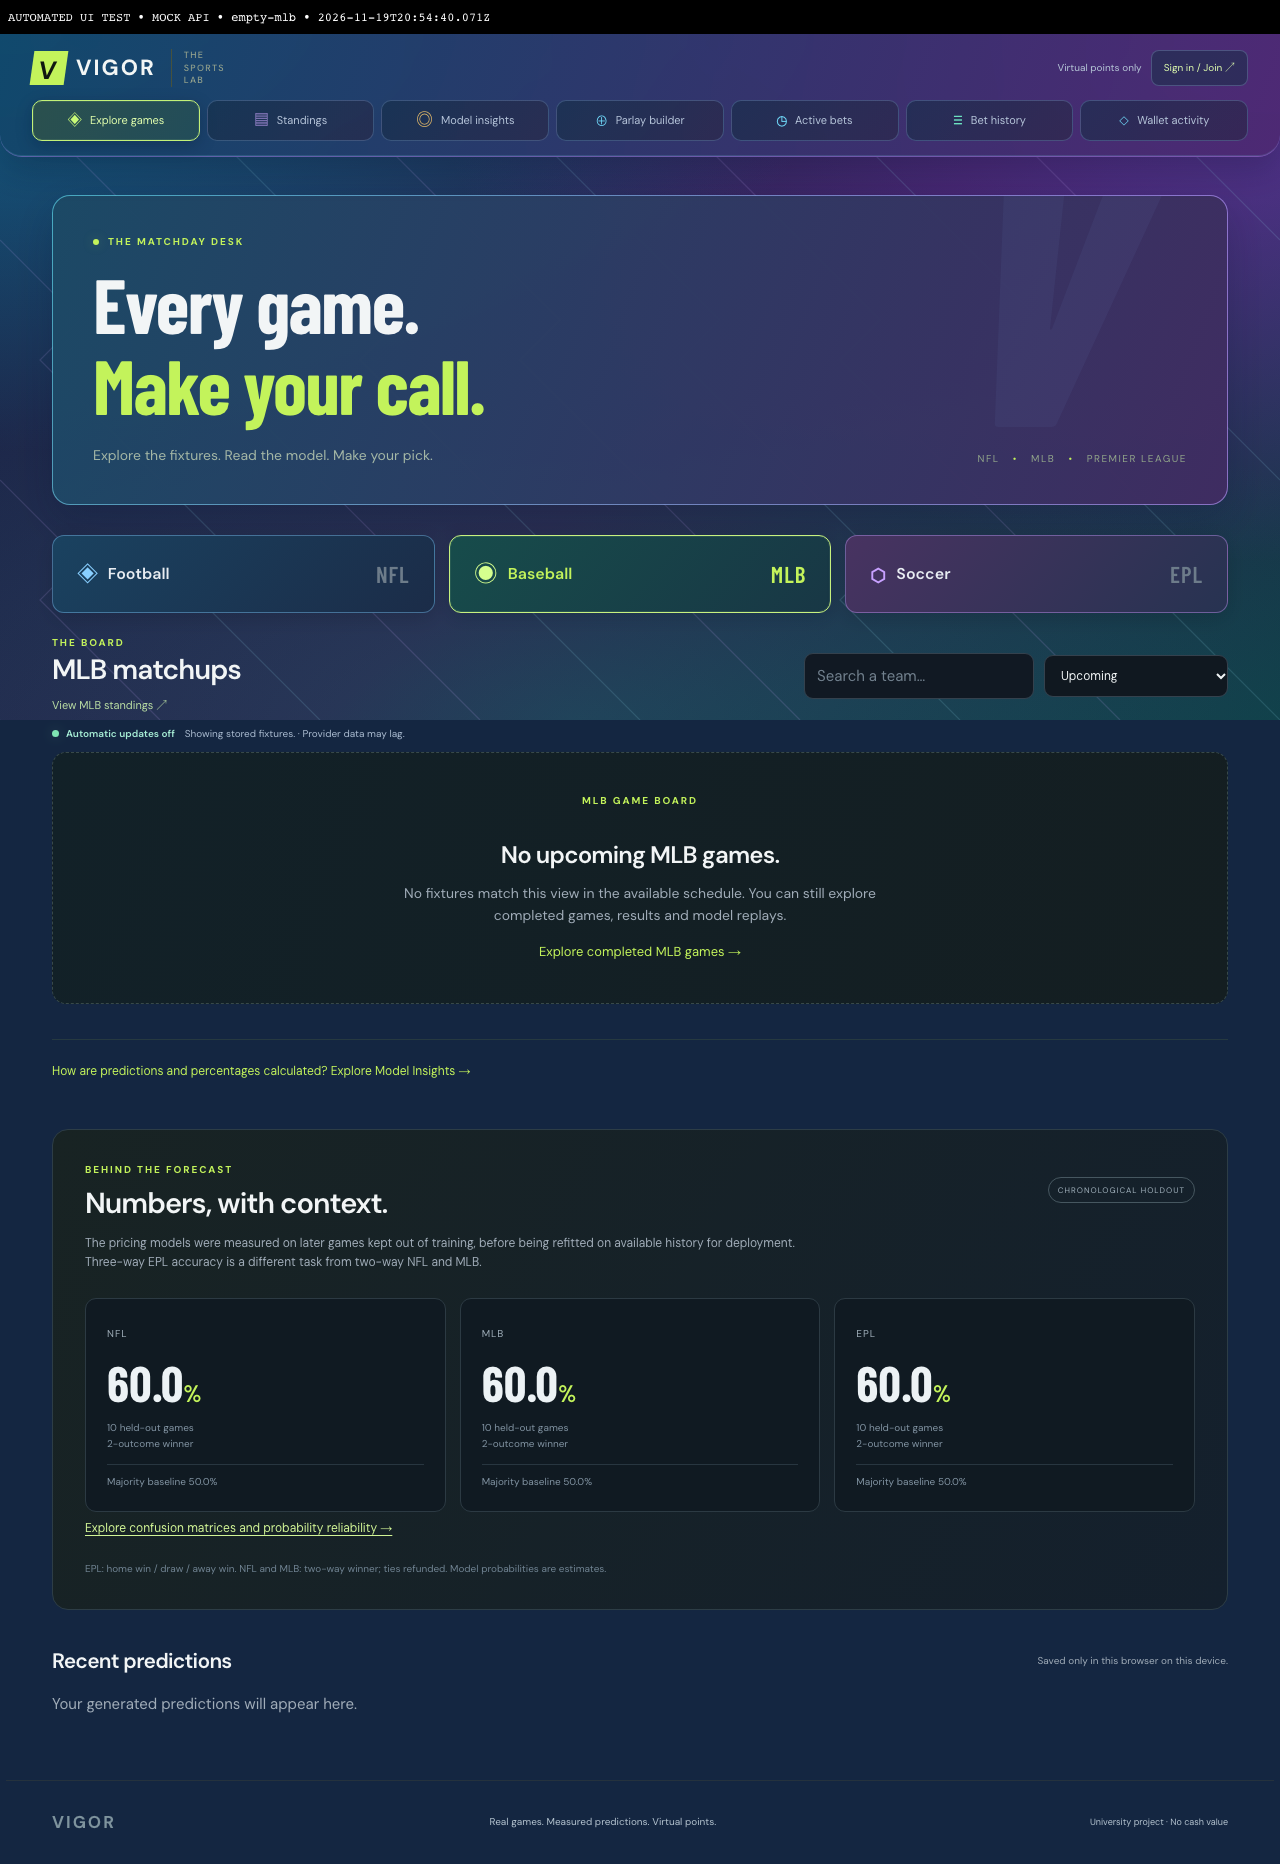 AUTOMATED UI TEST • MOCK API • empty-mlb • 2026-11-19T20:54:40.071Z
V VIGOR
THE
SPORTS
LAB
Virtual points only
Sign in / Join ↗
Explore games
Standings
Model insights
Parlay builder
Active bets
Bet history
Wallet activity
THE MATCHDAY DESK
Every game.
Make your call.
Explore the fixtures. Read the model. Make your pick.
NFL • MLB • PREMIER LEAGUE
V
Football NFL
Baseball MLB
Soccer EPL
THE BOARD
MLB matchups
View MLB standings ↗
Search a team...
Upcoming
Automatic updates off Showing stored fixtures. · Provider data may lag.
MLB GAME BOARD
No upcoming MLB games.
No fixtures match this view in the available schedule. You can still explore
completed games, results and model replays.
Explore completed MLB games →
How are predictions and percentages calculated? Explore Model Insights →
BEHIND THE FORECAST
Numbers, with context.
CHRONOLOGICAL HOLDOUT
The pricing models were measured on later games kept out of training, before being refitted on available history for deployment.
Three-way EPL accuracy is a different task from two-way NFL and MLB.
NFL
60.0%
10 held-out games
2-outcome winner
Majority baseline 50.0%
MLB
60.0%
10 held-out games
2-outcome winner
Majority baseline 50.0%
EPL
60.0%
10 held-out games
2-outcome winner
Majority baseline 50.0%
Explore confusion matrices and probability reliability →
EPL: home win / draw / away win. NFL and MLB: two-way winner; ties refunded. Model probabilities are estimates.
Recent predictions
Saved only in this browser on this device.
Your generated predictions will appear here.
VIGOR
Real games. Measured predictions. Virtual points.
University project · No cash value